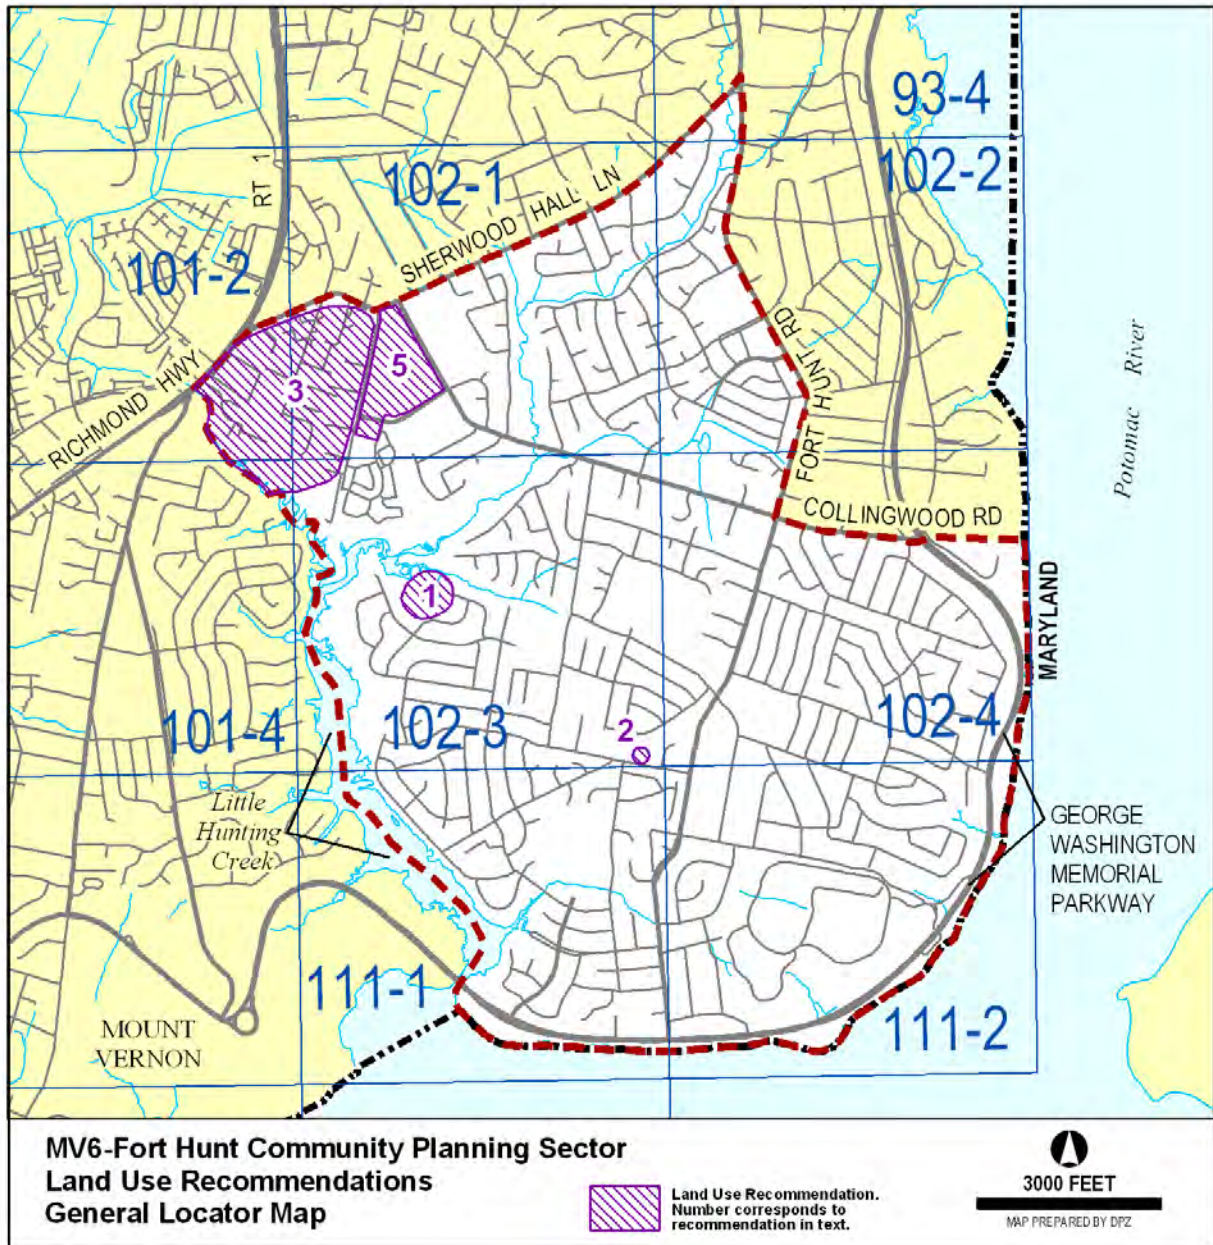 93-4
102-2
RT 1
102-1
SHERWOOD HALL LN
101-2
RICHMOND HWY
3
5
FORT HUNT RD
Potomac River
COLLINGWOOD RD
MARYLAND
1
101-4
102-3
2
102-4
Little
Hunting
Creek
GEORGE
WASHINGTON
MEMORIAL
PARKWAY
111-1
111-2
MOUNT
VERNON
MV6-Fort Hunt Community Planning Sector
Land Use Recommendations
General Locator Map
Land Use Recommendation.
Number corresponds to
recommendation in text.
3000 FEET
MAP PREPARED BY DPZ